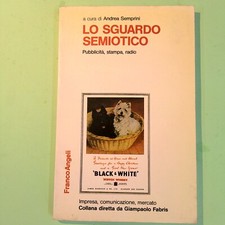 a cura di Andrea Semprini
LO SGUARDO
SEMIOTICO
Pubblicità, stampa, radio
FrancoAngeli
"BLACK & WHITE"
Impresa, comunicazione, mercato
Collana diretta da Giampaolo Fabris